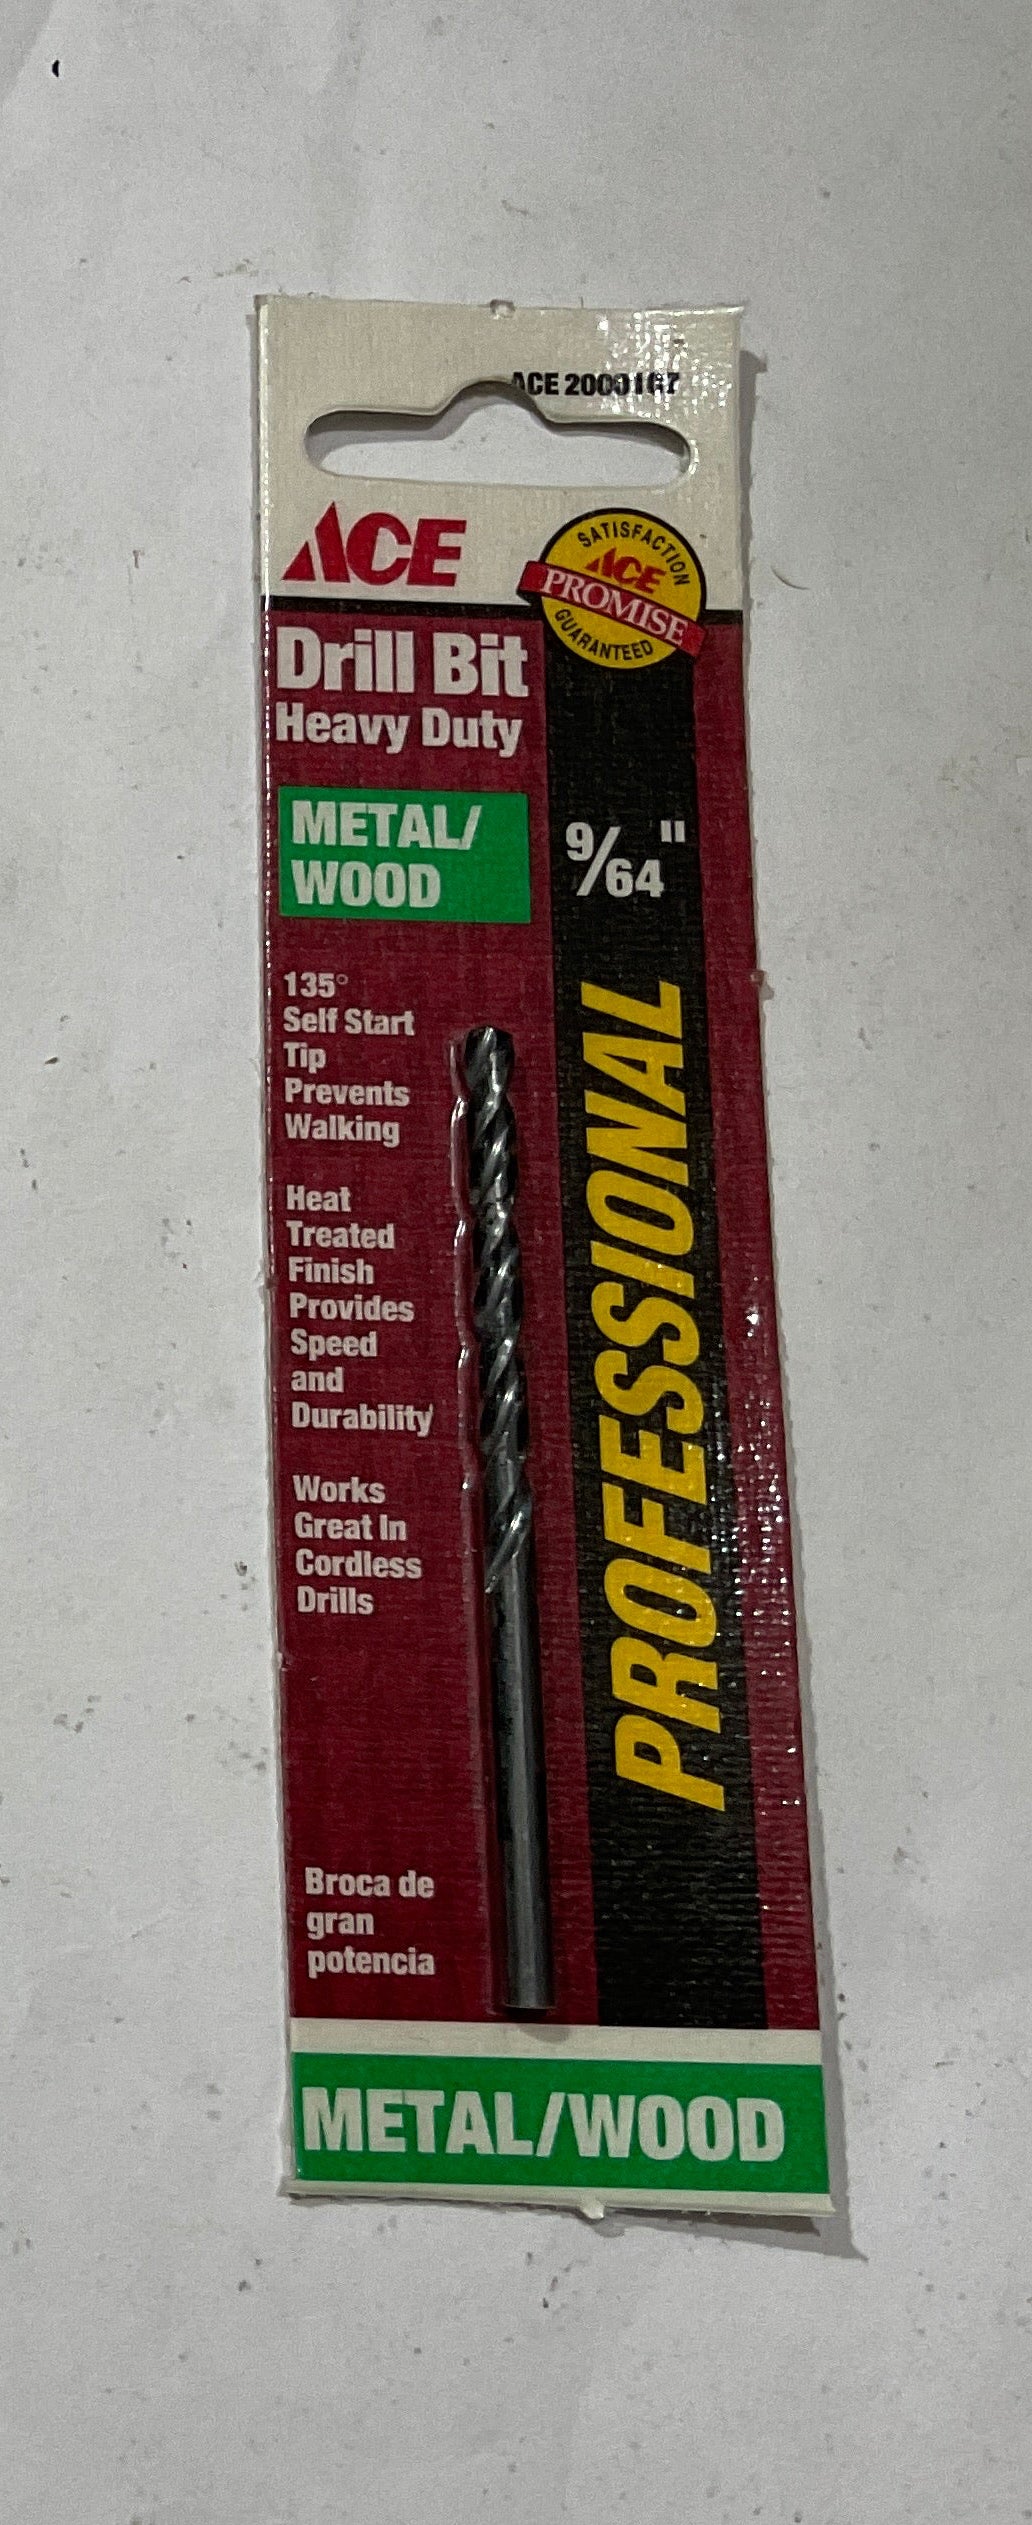 ACE
ACE
SATISFACTION
ACE
PROMISE
GUARANTEED
Drill Bit
Heavy Duty
METAL/
WOOD
9/64"
135°
Self Start
Tip
Prevents
Walking
Heat
Treated
Finish
Provides
Speed
and
Durability
Works
Great In
Cordless
Drills
PROFESSIONAL
Broca de
gran
potencia
METAL/WOOD